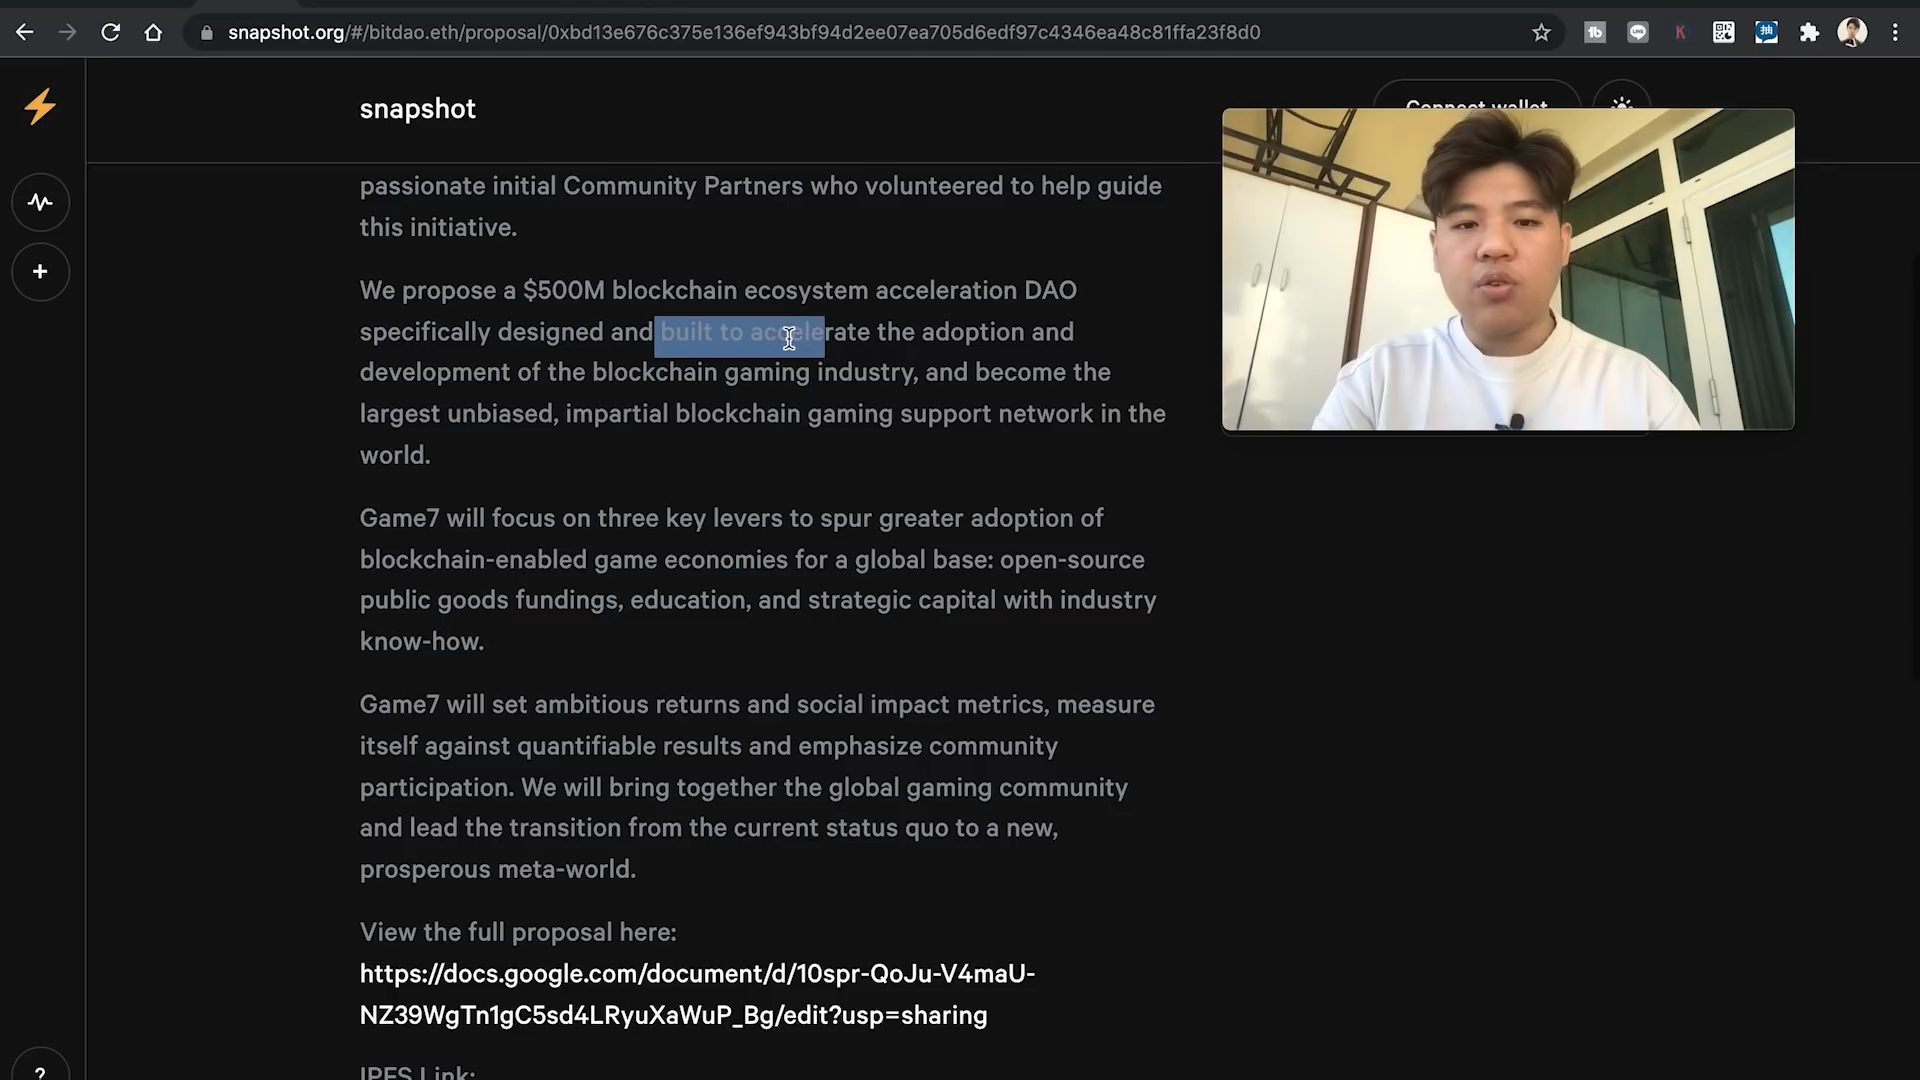 snapshot.org/#/bitdao.eth/proposal/0xbd13e676c375e136ef943bf94d2ee07ea705d6edf97c4346ea48c81ffa23f8d0
snapshot
Connect wallet
passionate initial Community Partners who volunteered to help guide
this initiative.
We propose a $500M blockchain ecosystem acceleration DAO
specifically designed and built to accelerate the adoption and
development of the blockchain gaming industry, and become the
largest unbiased, impartial blockchain gaming support network in the
world.
Game7 will focus on three key levers to spur greater adoption of
blockchain-enabled game economies for a global base: open-source
public goods fundings, education, and strategic capital with industry
know-how.
Game7 will set ambitious returns and social impact metrics, measure
itself against quantifiable results and emphasize community
participation. We will bring together the global gaming community
and lead the transition from the current status quo to a new,
prosperous meta-world.
View the full proposal here:
https://docs.google.com/document/d/10spr-QoJu-V4maU-
NZ39WgTn1gC5sd4LRyuXaWuP_Bg/edit?usp=sharing
IPFS Link: